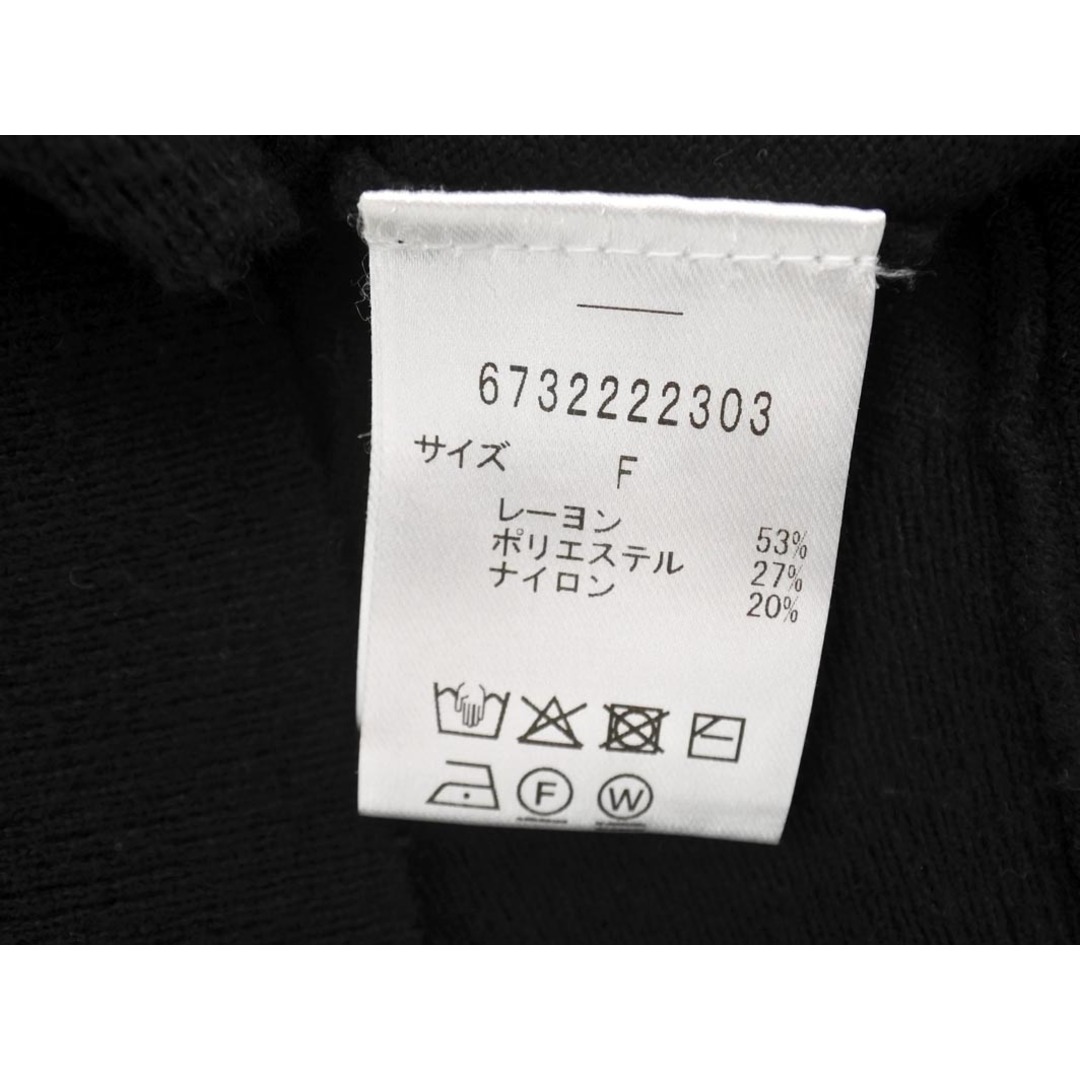 6732222303
サイズ F
レーヨン 53%
ポリエステル 27%
ナイロン 20%
F W